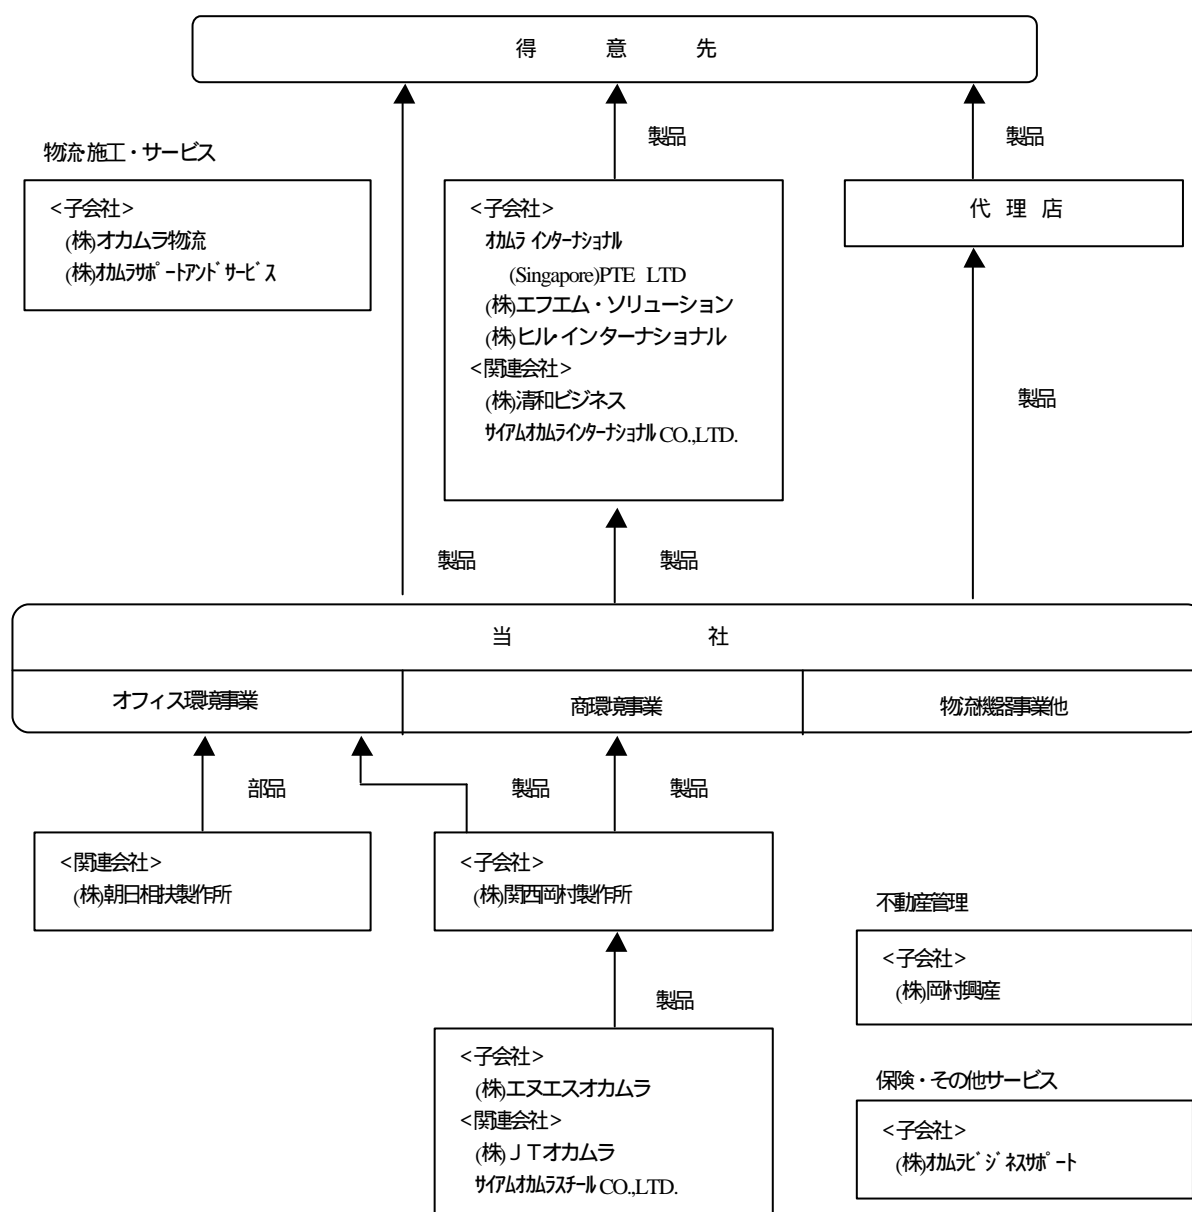 得 意 先
製品
製品
物流・施工・サービス
<子会社>
(株)オカムラ物流
(株)オカムラサポートアンドサービス
<子会社>
オカムラ インターナショナル
(Singapore)PTE LTD
(株)エフエム・ソリューション
(株)ヒル・インターナショナル
<関連会社>
(株)清和ビジネス
サイアムオカムラインターナショナル CO.,LTD.
代 理 店
製品
製品
製品
当 社
オフィス環境事業
商環境事業
物流機器事業他
部品
製品
製品
<関連会社>
(株)朝日相扶製作所
<子会社>
(株)関西岡村製作所
製品
<子会社>
(株)エヌエスオカムラ
<関連会社>
(株)JTオカムラ
サイアムオカムラスチール CO.,LTD.
不動産管理
<子会社>
(株)岡村興産
保険・その他サービス
<子会社>
(株)オカムラビジネスサポート